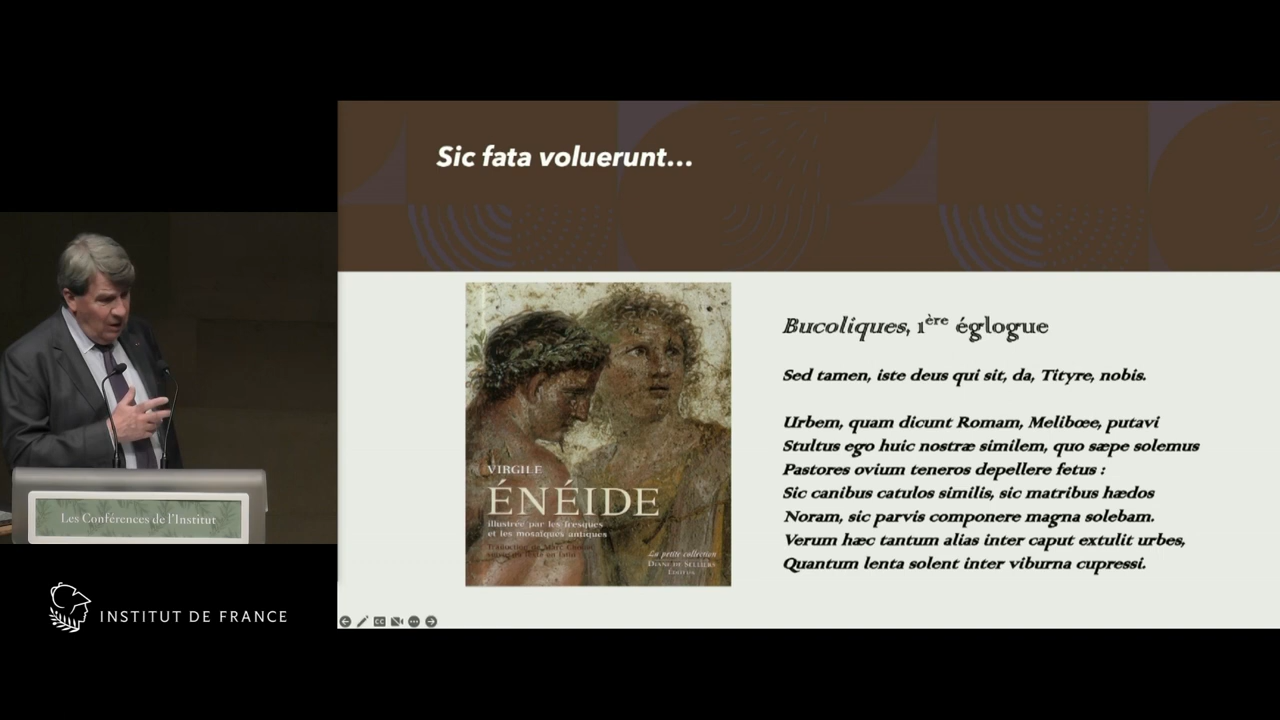 Sic fata voluerunt...
VIRGILE
ÉNÉIDE
illustrée par les fresques
et les mosaïques antiques
La petite collection
DIANE DE SELLIERS
ÉDITEUR
Bucoliques, 1ère églogue
Sed tamen, iste deus qui sit, da, Tityre, nobis.
Urbem, quam dicunt Romam, Melibœe, putavi
Stultus ego huic nostræ similem, quo sæpe solemus
Pastores ovium teneros depellere fetus :
Sic canibus catulos similis, sic matribus hædos
Noram, sic parvis componere magna solebam.
Verum hæc tantum alias inter caput extulit urbes,
Quantum lenta solent inter viburna cupressi.
Les Conférences de l'Institut
INSTITUT DE FRANCE
CC